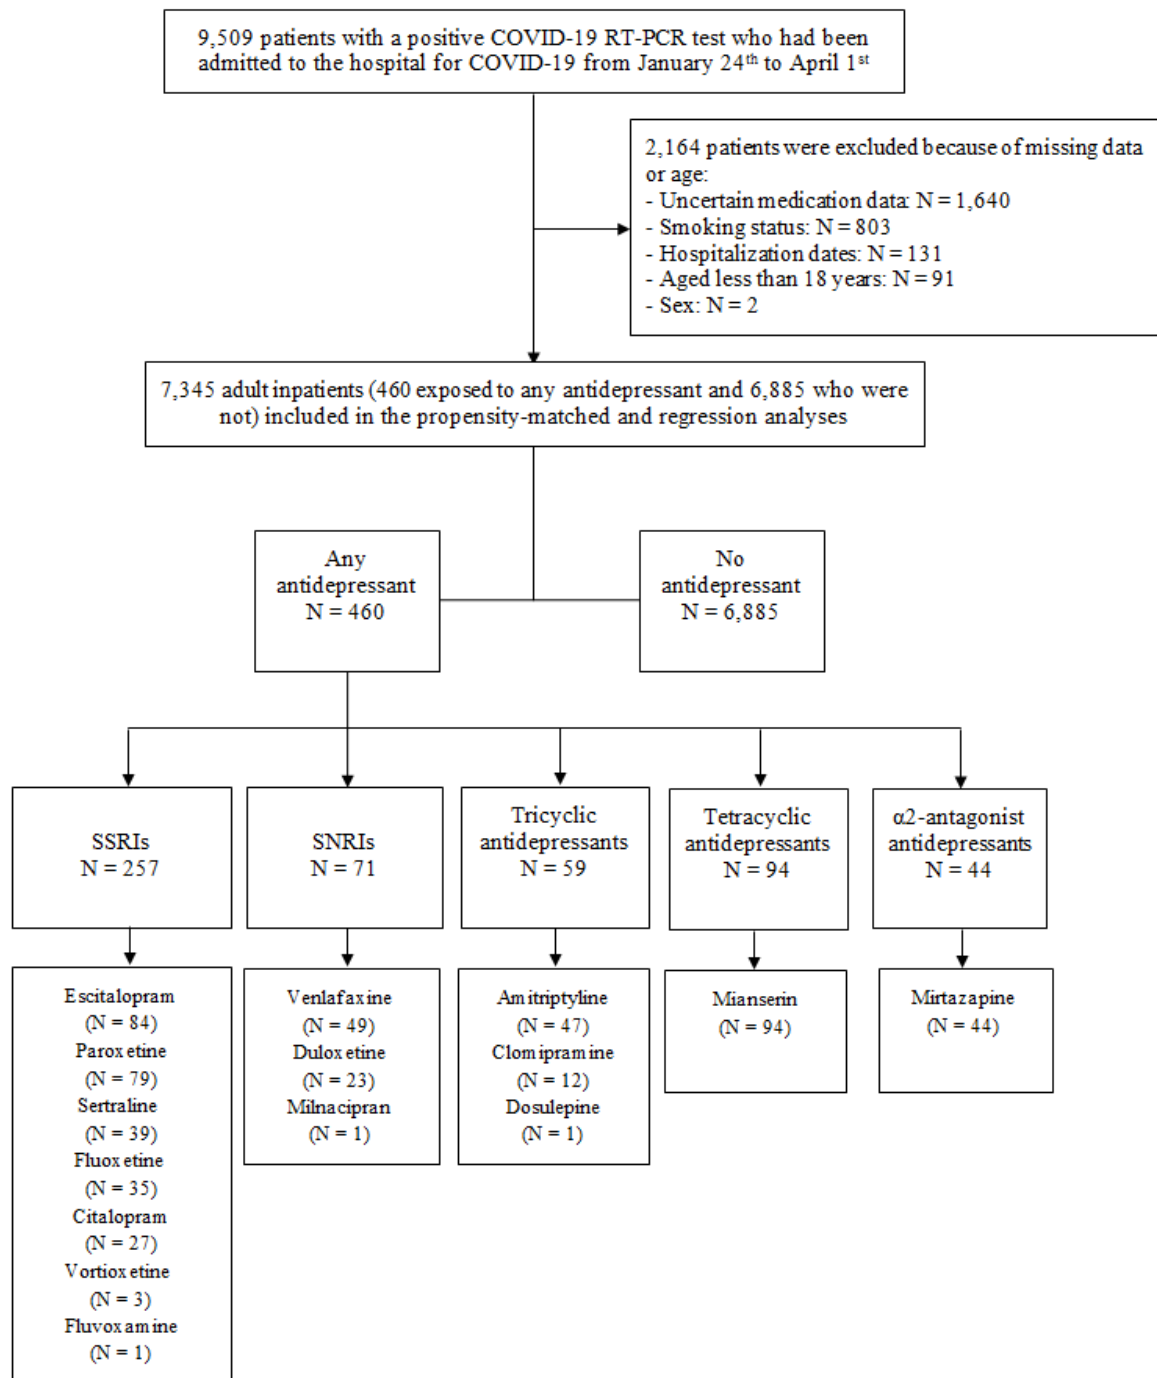 9,509 patients with a positive COVID-19 RT-PCR test who had been
admitted to the hospital for COVID-19 from January 24th to April 1st
2,164 patients were excluded because of missing data
or age:
- Uncertain medication data: N = 1,640
- Smoking status: N = 803
- Hospitalization dates: N = 131
- Aged less than 18 years: N = 91
- Sex: N = 2
7,345 adult inpatients (460 exposed to any antidepressant and 6,885 who were
not) included in the propensity-matched and regression analyses
Any
antidepressant
N = 460
No
antidepressant
N = 6,885
SSRIs
N = 257
SNRIs
N = 71
Tricyclic
antidepressants
N = 59
Tetracyclic
antidepressants
N = 94
α2-antagonist
antidepressants
N = 44
Escitalopram
(N = 84)
Paroxetine
(N = 79)
Sertraline
(N = 39)
Fluoxetine
(N = 35)
Citalopram
(N = 27)
Vortioxetine
(N = 3)
Fluvoxamine
(N = 1)
Venlafaxine
(N = 49)
Duloxetine
(N = 23)
Milnacipran
(N = 1)
Amitriptyline
(N = 47)
Clomipramine
(N = 12)
Dosulepine
(N = 1)
Mianserin
(N = 94)
Mirtazapine
(N = 44)